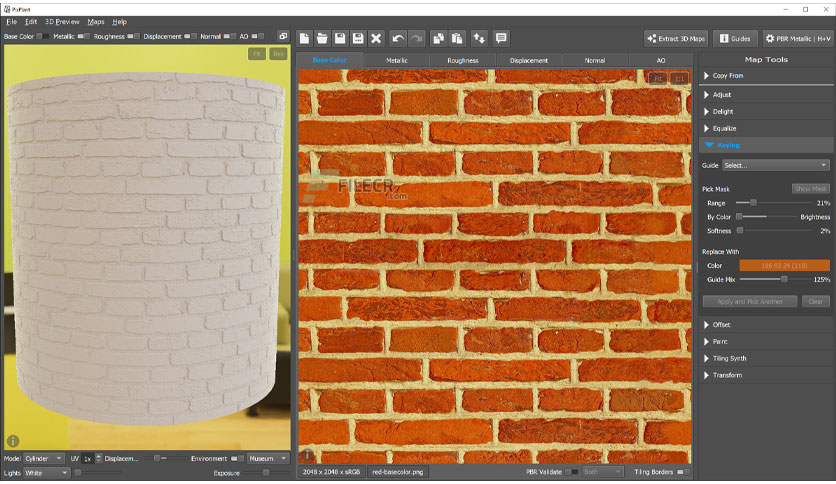 PxPlant
File Edit 3D Preview Maps Help
Base Color Metallic Roughness Displacement Normal AO
Extract 3D Maps Guides PBR Metallic | H+V
Fit Res
Base Color Metallic Roughness Displacement Normal AO
Map Tools
Fit 1:1
Copy From
Adjust
Delight
Equalize
Keying
Guide Select...
Pick Mask Show Mask
Range 21%
By Color Brightness
Softness 2%
FILECR
.com
Replace With
Color 186 93 24 (118)
Guide Mix 125%
Apply and Pick Another Clear
Offset
Paint
Tiling Synth
Transform
Model Cylinder UV 1x Displacem... Environment Museum
Lights White Exposure
2048 x 2048 x sRGB red-basecolor.png PBR Validate Both Tiling Borders